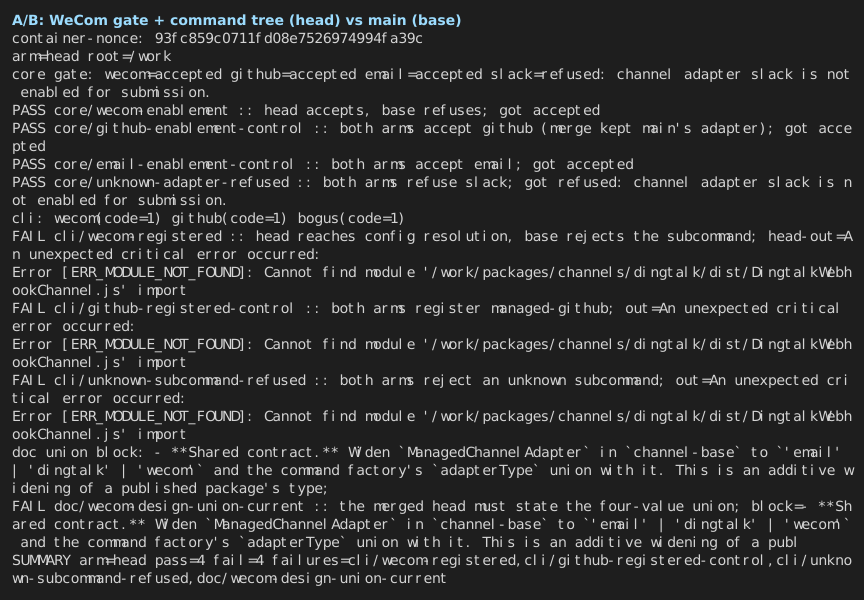 A/B: WeCom gate + command tree (head) vs main (base)
container-nonce: 93fc859c0711fd08e7526974994fa39c
arm=head root=/work
core gate: wecom=accepted github=accepted email=accepted slack=refused: channel adapter slack is not
enabled for submission.
PASS core/wecom-enablement :: head accepts, base refuses; got accepted
PASS core/github-enablement-control :: both arms accept github (merge kept main's adapter); got acce
pted
PASS core/email-enablement-control :: both arms accept email; got accepted
PASS core/unknown-adapter-refused :: both arms refuse slack; got refused: channel adapter slack is n
ot enabled for submission.
cli: wecom(code=1) github(code=1) bogus(code=1)
FAIL cli/wecom-registered :: head reaches config resolution, base rejects the subcommand; head-out=A
n unexpected critical error occurred:
Error [ERR_MODULE_NOT_FOUND]: Cannot find module '/work/packages/channels/dingtalk/dist/DingtalkWebh
ookChannel.js' import
FAIL cli/github-registered-control :: both arms register managed-github; out=An unexpected critical
error occurred:
Error [ERR_MODULE_NOT_FOUND]: Cannot find module '/work/packages/channels/dingtalk/dist/DingtalkWebh
ookChannel.js' import
FAIL cli/unknown-subcommand-refused :: both arms reject an unknown subcommand; out=An unexpected cri
tical error occurred:
Error [ERR_MODULE_NOT_FOUND]: Cannot find module '/work/packages/channels/dingtalk/dist/DingtalkWebh
ookChannel.js' import
doc union block: - **Shared contract.** Widen `ManagedChannelAdapter` in `channel-base` to `'email'
| 'dingtalk' | 'wecom'` and the command factory's `adapterType` union with it. This is an additive w
idening of a published package's type;
FAIL doc/wecom-design-union-current :: the merged head must state the four-value union; block=- **Sh
ared contract.** Widen `ManagedChannelAdapter` in `channel-base` to `'email' | 'dingtalk' | 'wecom'`
and the command factory's `adapterType` union with it. This is an additive widening of a publ
SUMMARY arm=head pass=4 fail=4 failures=cli/wecom-registered,cli/github-registered-control,cli/unkno
wn-subcommand-refused,doc/wecom-design-union-current